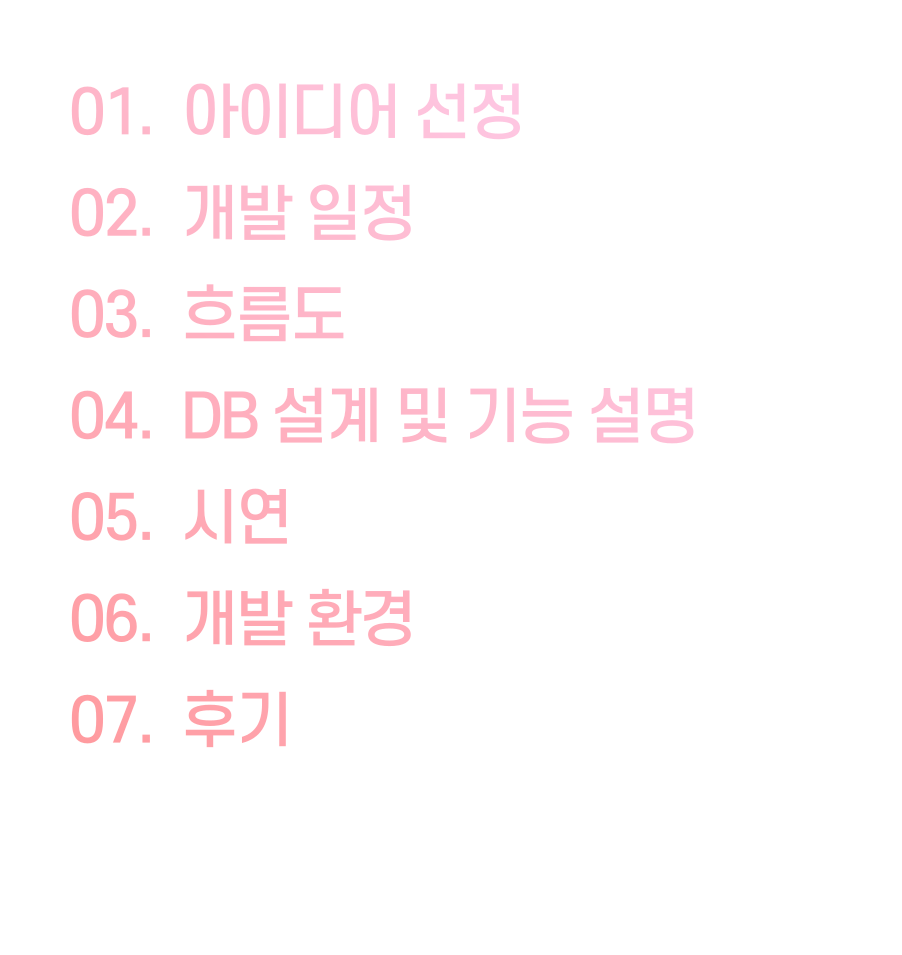 01. 아이디어 선정
02. 개발 일정
03. 흐름도
04. DB 설계 및 기능 설명
05. 시연
06. 개발 환경
07. 후기